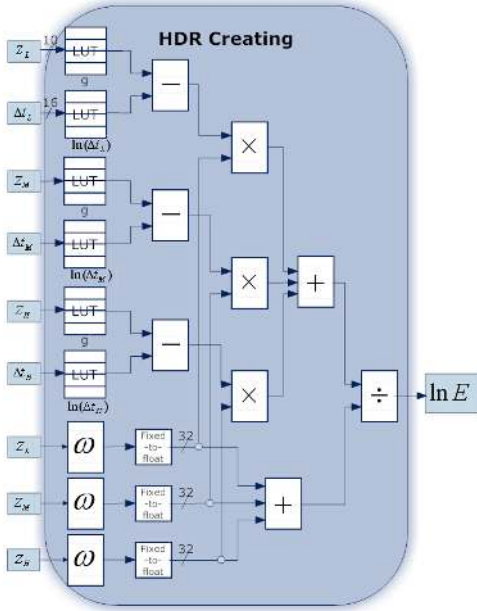 HDR Creating
Z_L
10
LUT
g
Δt_L
16
LUT
ln(Δt_L)
Z_M
LUT
g
Δt_M
LUT
ln(Δt_M)
Z_H
LUT
g
Δt_H
LUT
ln(Δt_H)
−
−
−
×
×
×
+
÷
ln E
Z_L
ω
Fixed
-to-
float
32
Z_M
ω
Fixed
-to-
float
32
+
Z_H
ω
Fixed
-to-
float
32